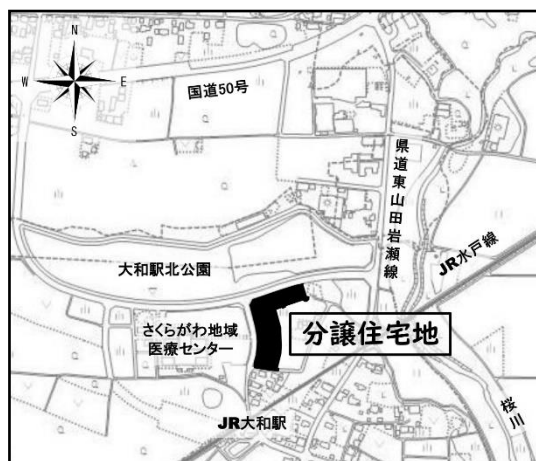 N
W
E
S
国道50号
県道東山田岩瀬線
JR水戸線
大和駅北公園
さくらがわ地域
医療センター
分譲住宅地
JR大和駅
桜川